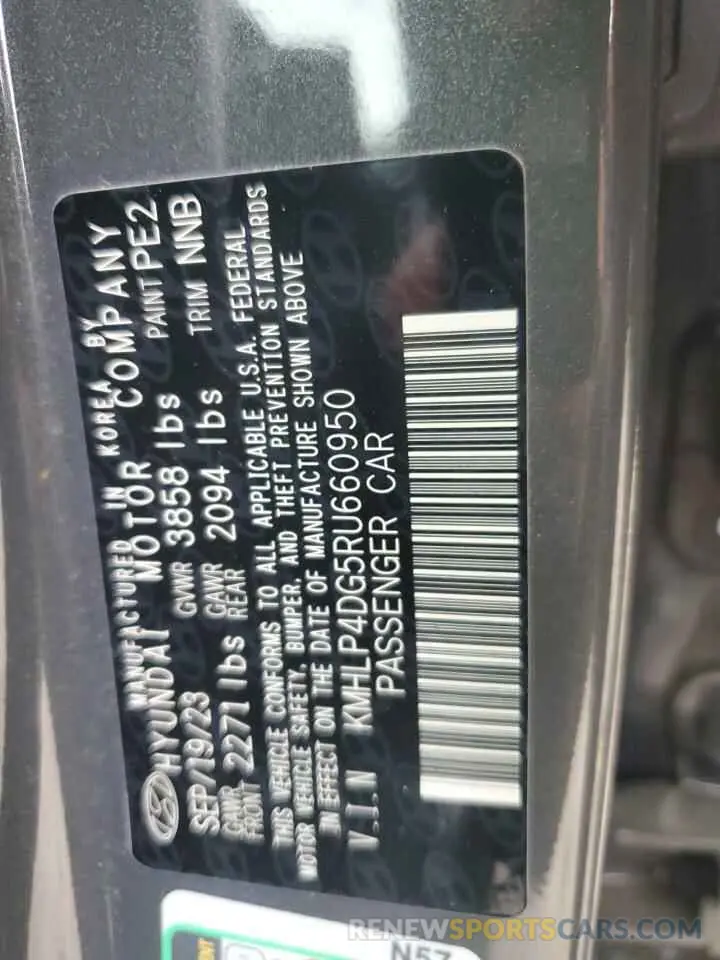 MANUFACTURED IN KOREA BY
HYUNDAI MOTOR COMPANY
SEP/19/23 GVWR 3858 lbs PAINT PE2
GAWR FRONT 2271 lbs GAWR REAR 2094 lbs TRIM NNB
THIS VEHICLE CONFORMS TO ALL APPLICABLE U.S.A. FEDERAL
MOTOR VEHICLE SAFETY, BUMPER, AND THEFT PREVENTION STANDARDS
IN EFFECT ON THE DATE OF MANUFACTURE SHOWN ABOVE
V.I.N KMHLP4DG5RU660950
PASSENGER CAR
N57
RENEWSPORTSCARS.COM